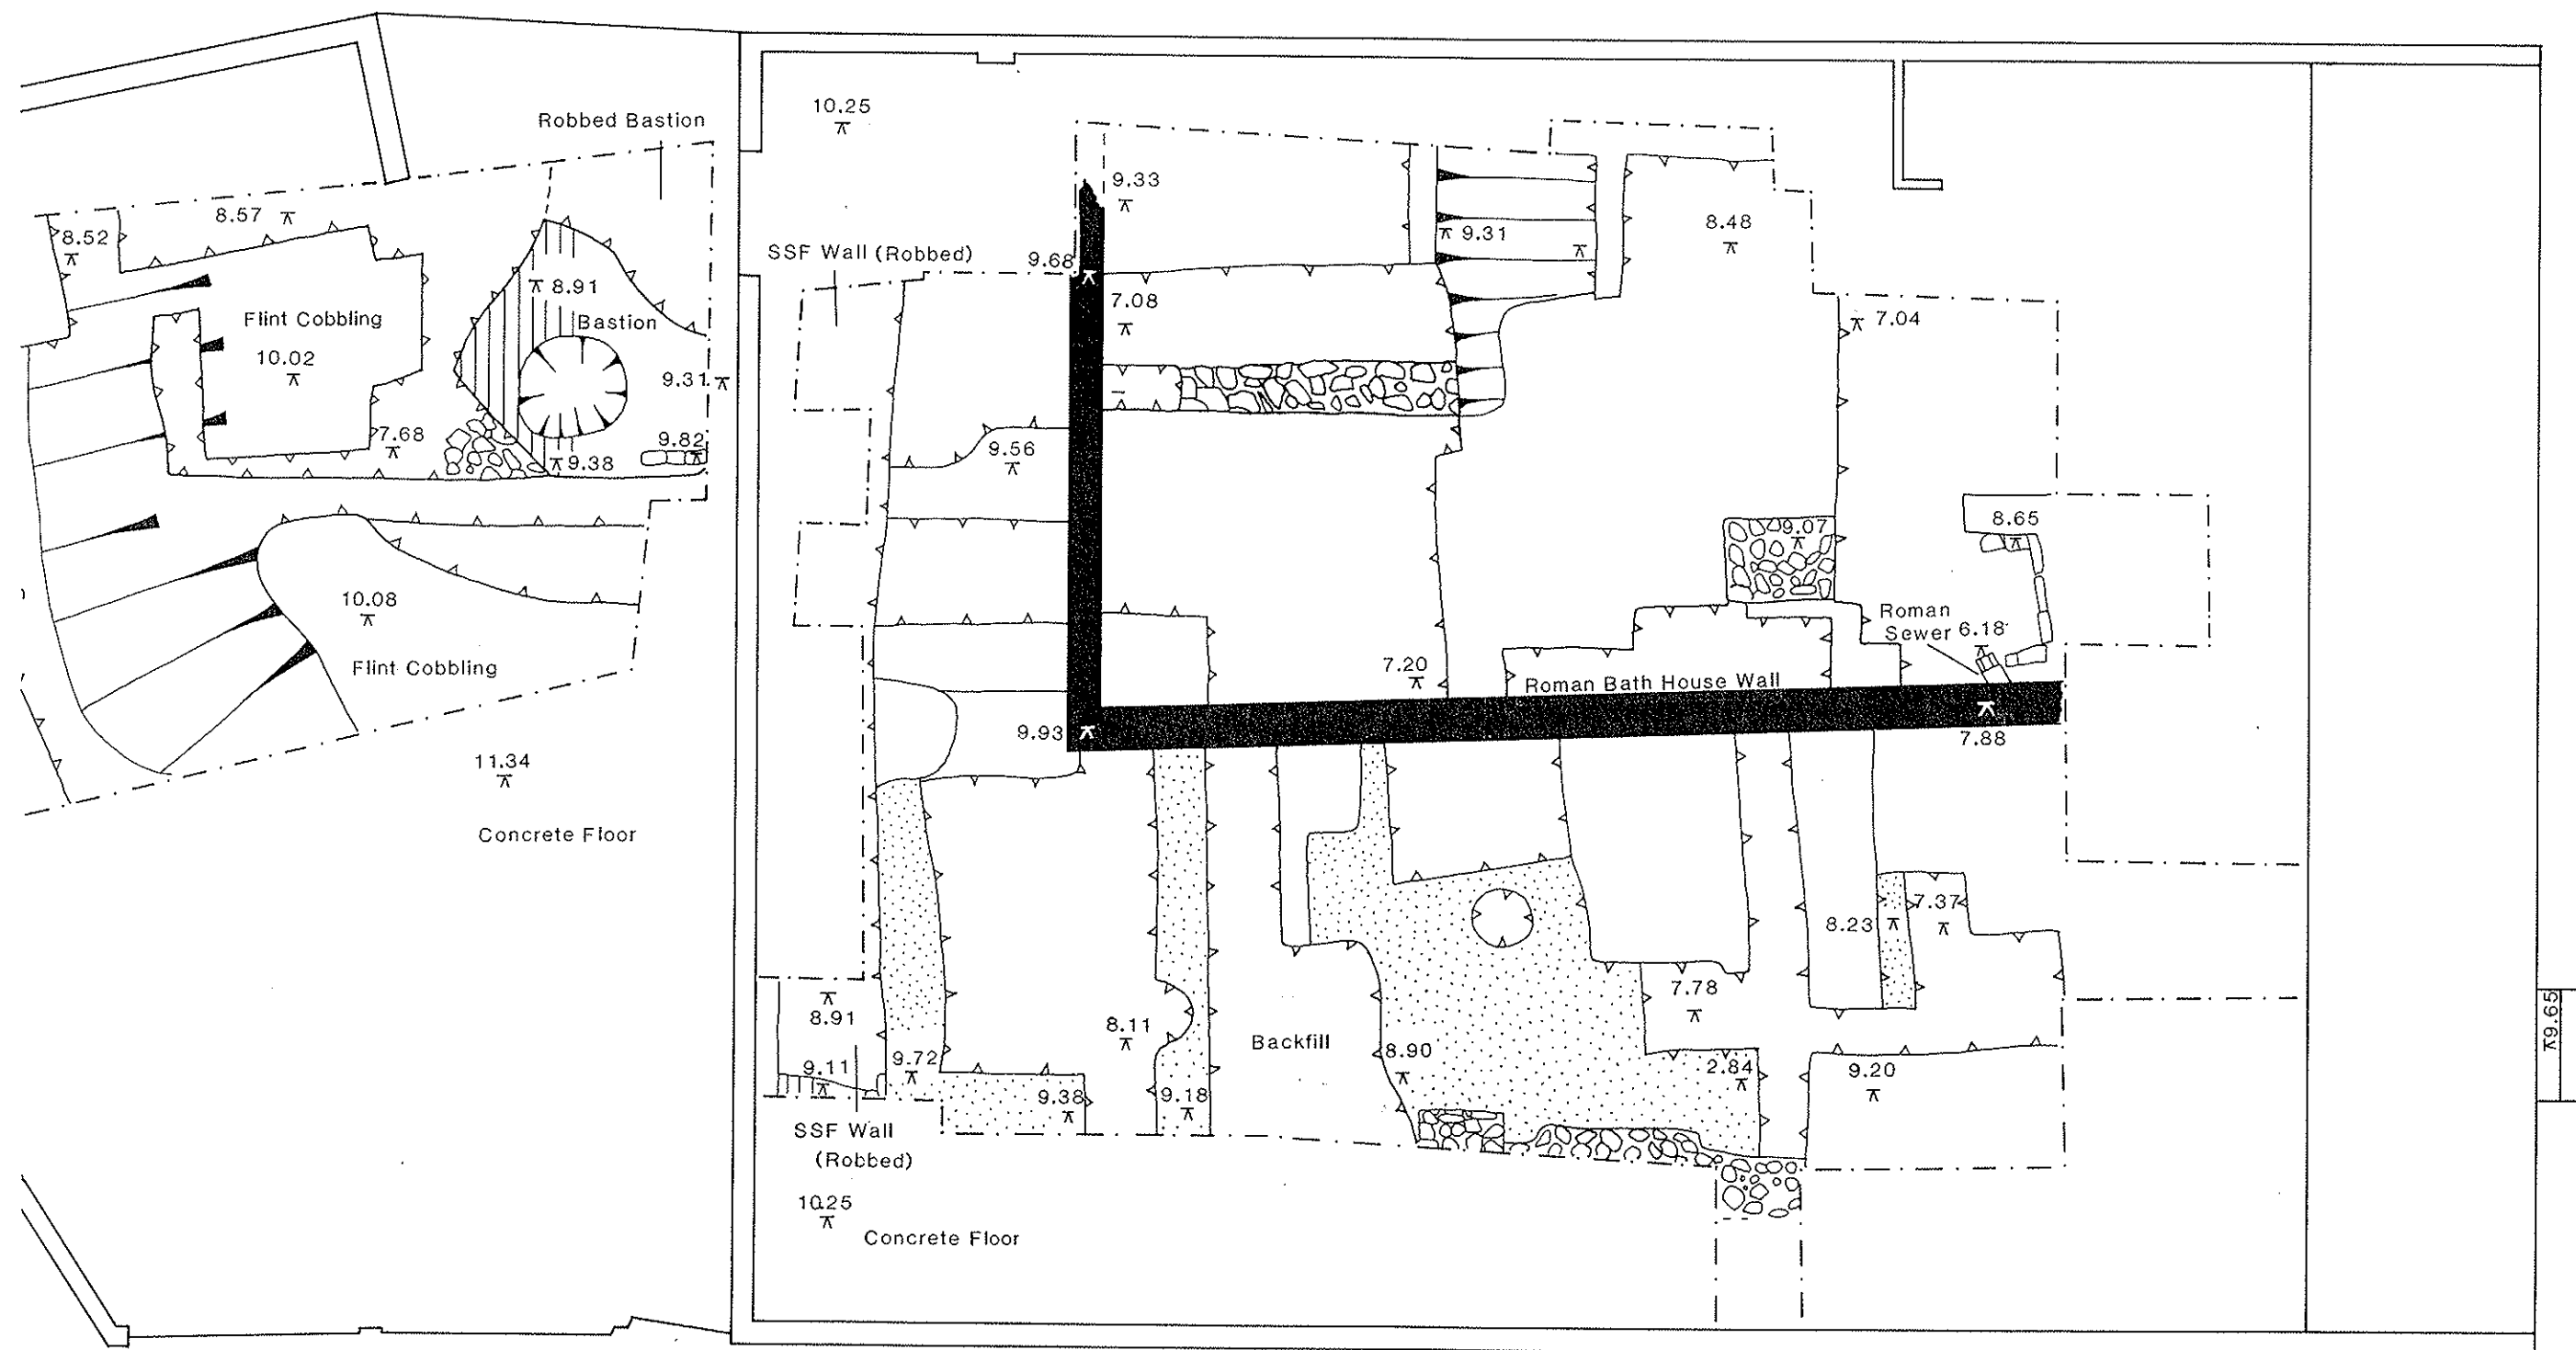 Robbed Bastion
10.25
9.33
8.57
8.52
SSF Wall (Robbed)
9.68
9.31
8.48
8.91
7.08
Flint Cobbling
Bastion
7.04
10.02
9.31
7.68
9.82
9.38
9.56
9.07
8.65
10.08
Roman
Sewer 6.18
Flint Cobbling
7.20
Roman Bath House Wall
9.93
7.88
11.34
Concrete Floor
8.23
7.37
7.78
8.91
8.11
Backfill
9.65
9.11
9.72
8.90
2.84
9.20
9.38
9.18
SSF Wall
(Robbed)
10.25
Concrete Floor